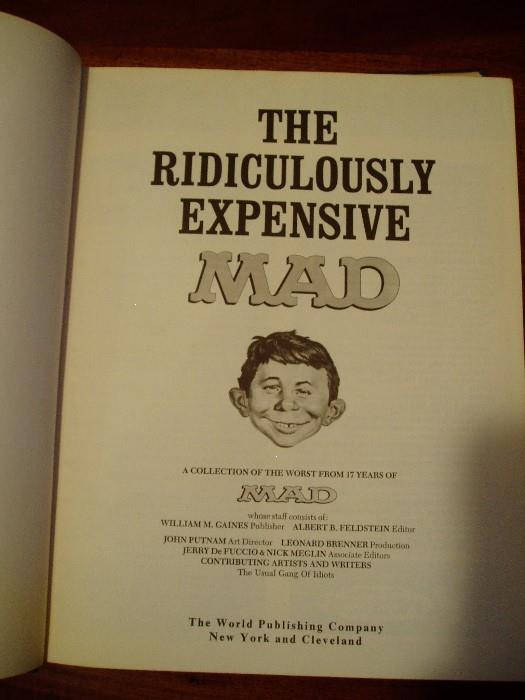 THE
RIDICULOUSLY
EXPENSIVE
MAD
A COLLECTION OF THE WORST FROM 17 YEARS OF
MAD
whose staff consists of:
WILLIAM M. GAINES Publisher ALBERT B. FELDSTEIN Editor
JOHN PUTNAM Art Director LEONARD BRENNER Production
JERRY De FUCCIO & NICK MEGLIN Associate Editors
CONTRIBUTING ARTISTS AND WRITERS
The Usual Gang Of Idiots
The World Publishing Company
New York and Cleveland